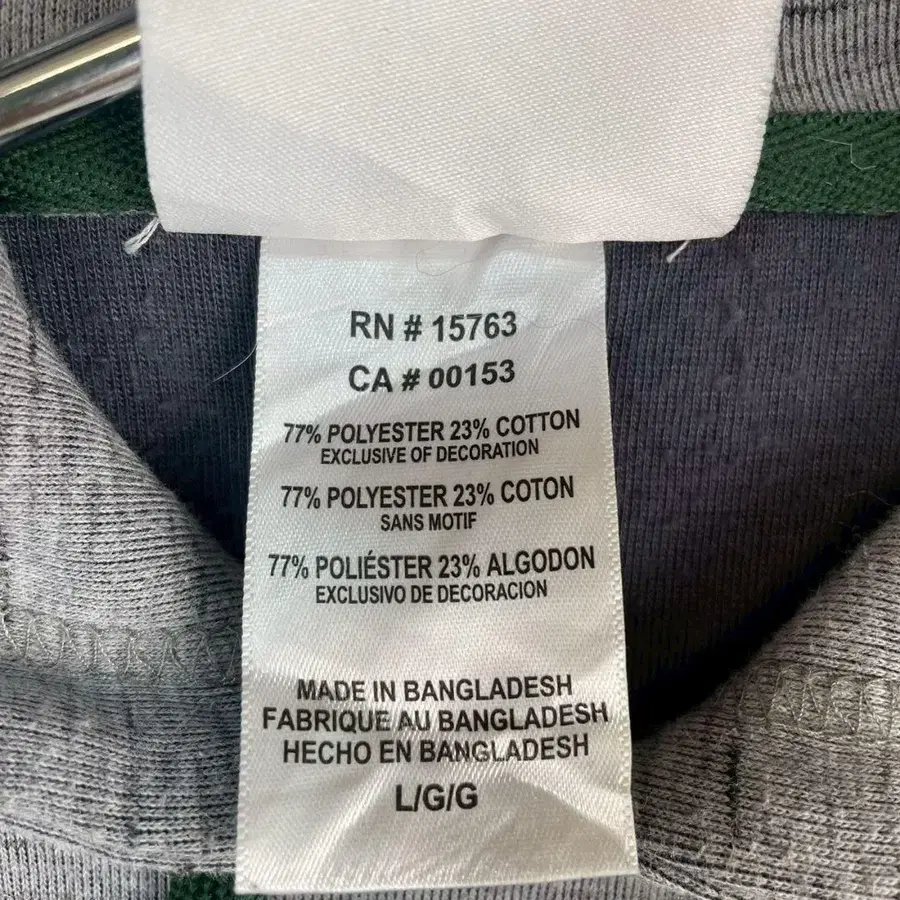 RN # 15763
CA # 00153
77% POLYESTER 23% COTTON
EXCLUSIVE OF DECORATION
77% POLYESTER 23% COTON
SANS MOTIF
77% POLIÉSTER 23% ALGODON
EXCLUSIVO DE DECORACION
MADE IN BANGLADESH
FABRIQUE AU BANGLADESH
HECHO EN BANGLADESH
L/G/G